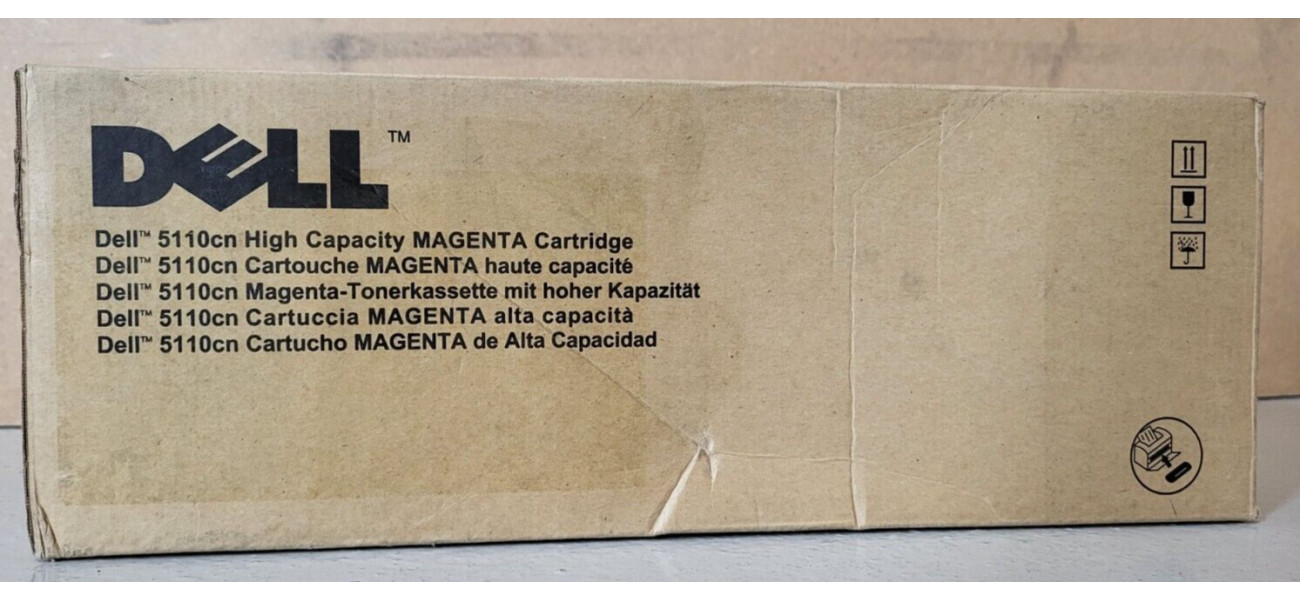 DELL™
Dell™ 5110cn High Capacity MAGENTA Cartridge
Dell™ 5110cn Cartouche MAGENTA haute capacité
Dell™ 5110cn Magenta-Tonerkassette mit hoher Kapazität
Dell™ 5110cn Cartuccia MAGENTA alta capacità
Dell™ 5110cn Cartucho MAGENTA de Alta Capacidad